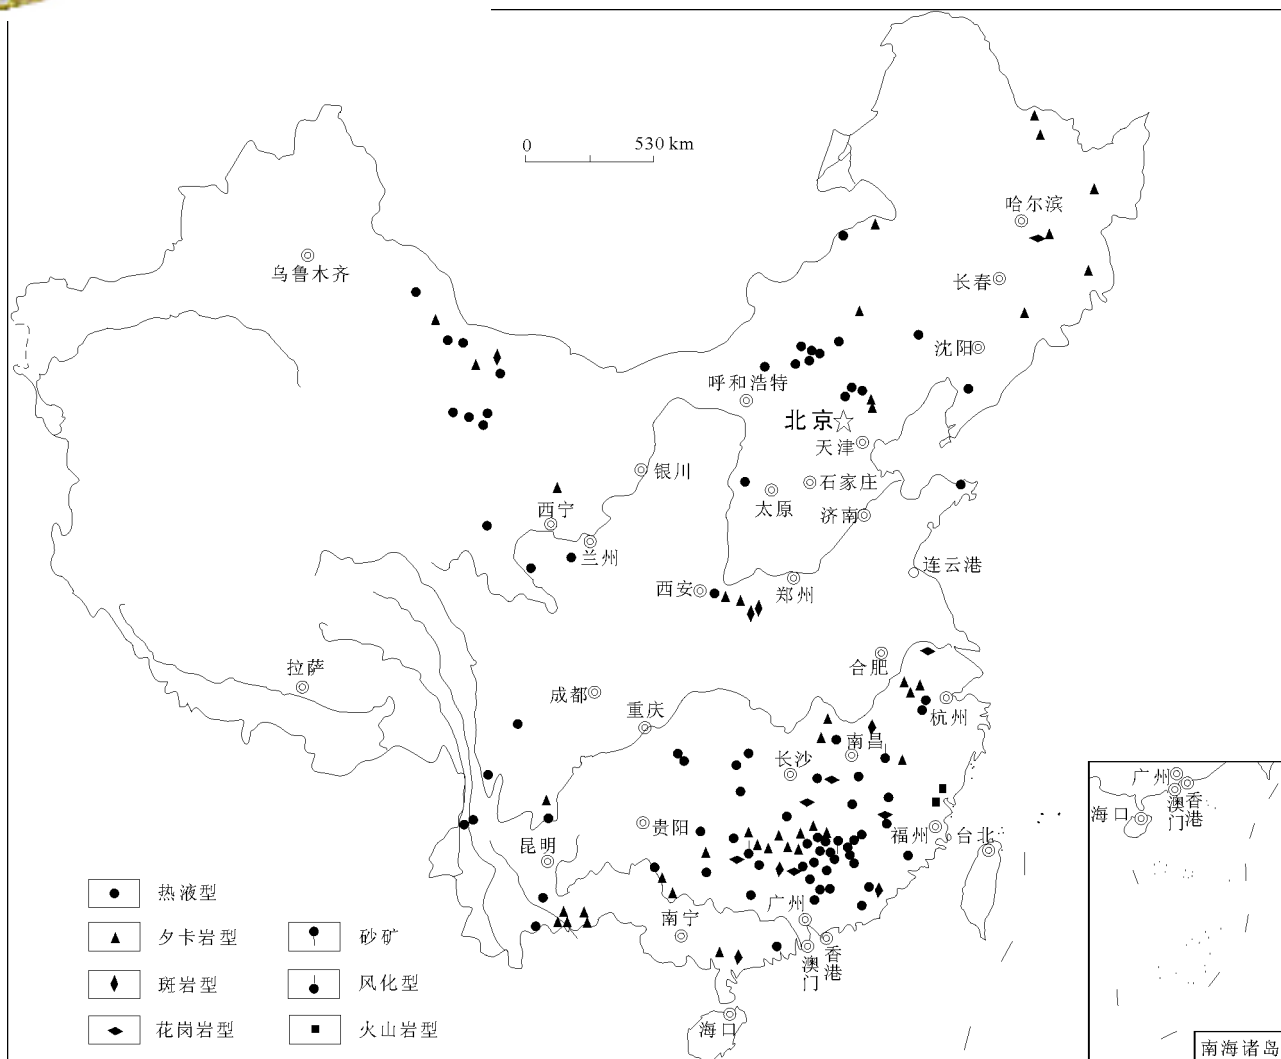 0 530 km
哈尔滨
乌鲁木齐
长春
沈阳
呼和浩特
北京
天津
银川
石家庄
太原
济南
西宁
兰州
连云港
西安
郑州
合肥
拉萨
成都
重庆
杭州
南昌
长沙
广州
香港
澳门
海口
贵阳
福州
台北
昆明
热液型
广州
南宁
夕卡岩型
砂矿
香港
澳门
斑岩型
风化型
花岗岩型
火山岩型
海口
南海诸岛